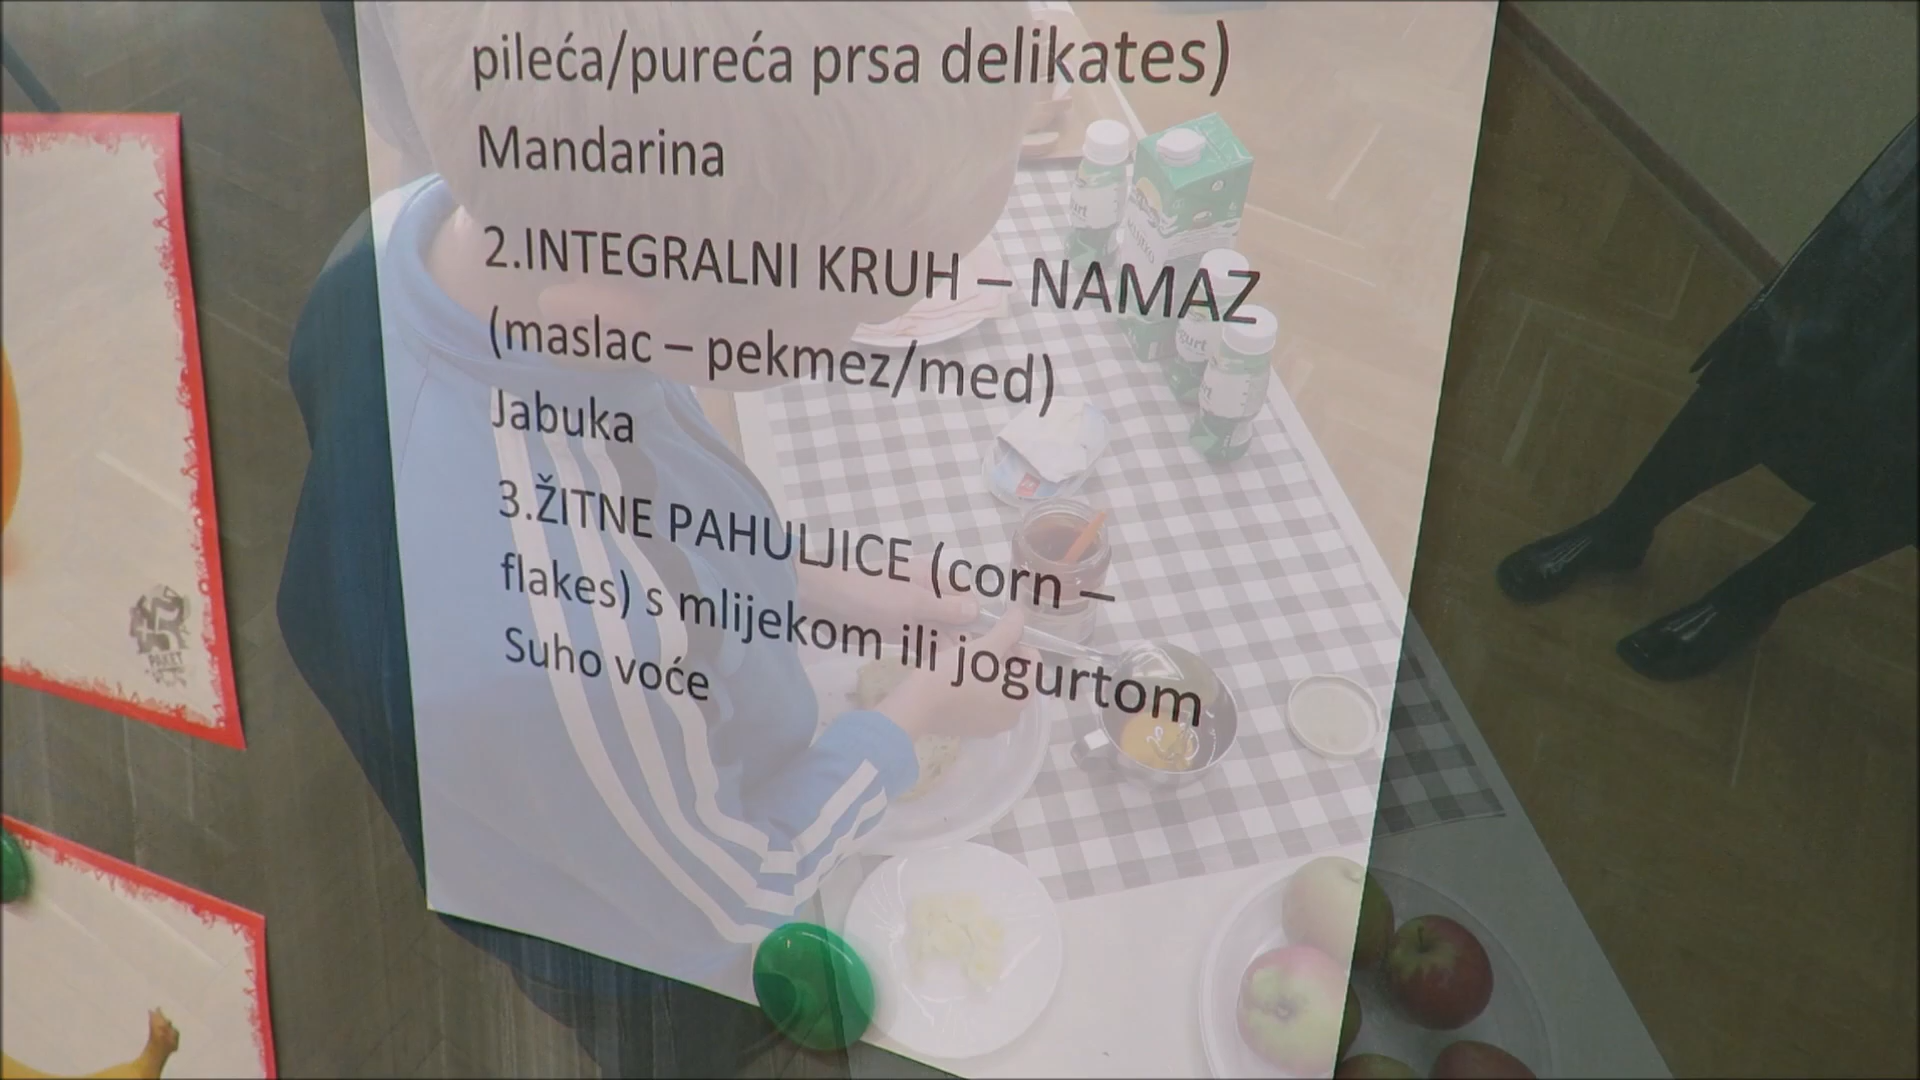 pileća/pureća prsa delikates)
Mandarina
2.INTEGRALNI KRUH – NAMAZ
(maslac – pekmez/med)
Jabuka
3.ŽITNE PAHULJICE (corn –
flakes) s mlijekom ili jogurtom
Suho voće
PAKET